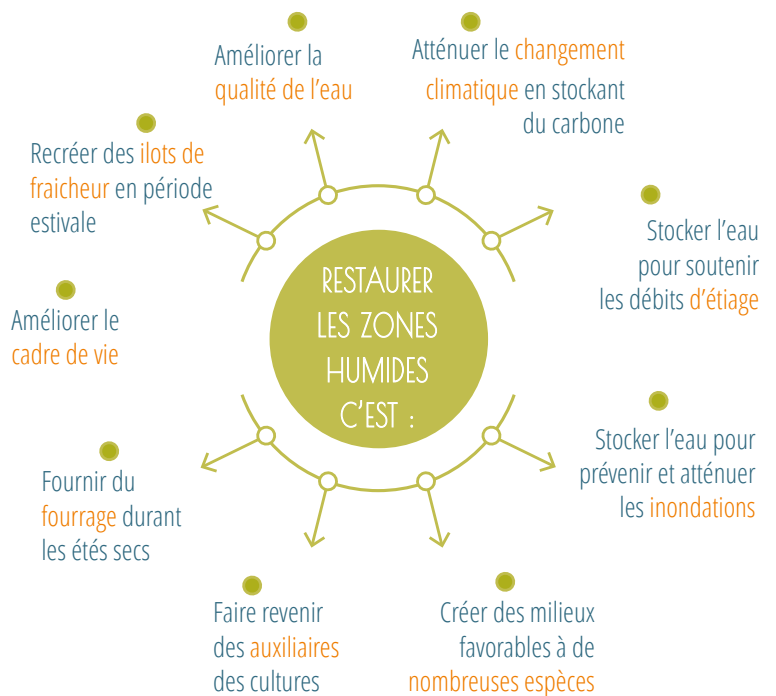 RESTAURER
LES ZONES
HUMIDES
C'EST :
Améliorer la
qualité de l'eau
Atténuer le changement
climatique en stockant
du carbone
Stocker l'eau
pour soutenir
les débits d'étiage
Stocker l'eau pour
prévenir et atténuer
les inondations
Créer des milieux
favorables à de
nombreuses espèces
Faire revenir
des auxiliaires
des cultures
Fournir du
fourrage durant
les étés secs
Améliorer le
cadre de vie
Recréer des ilots de
fraicheur en période
estivale